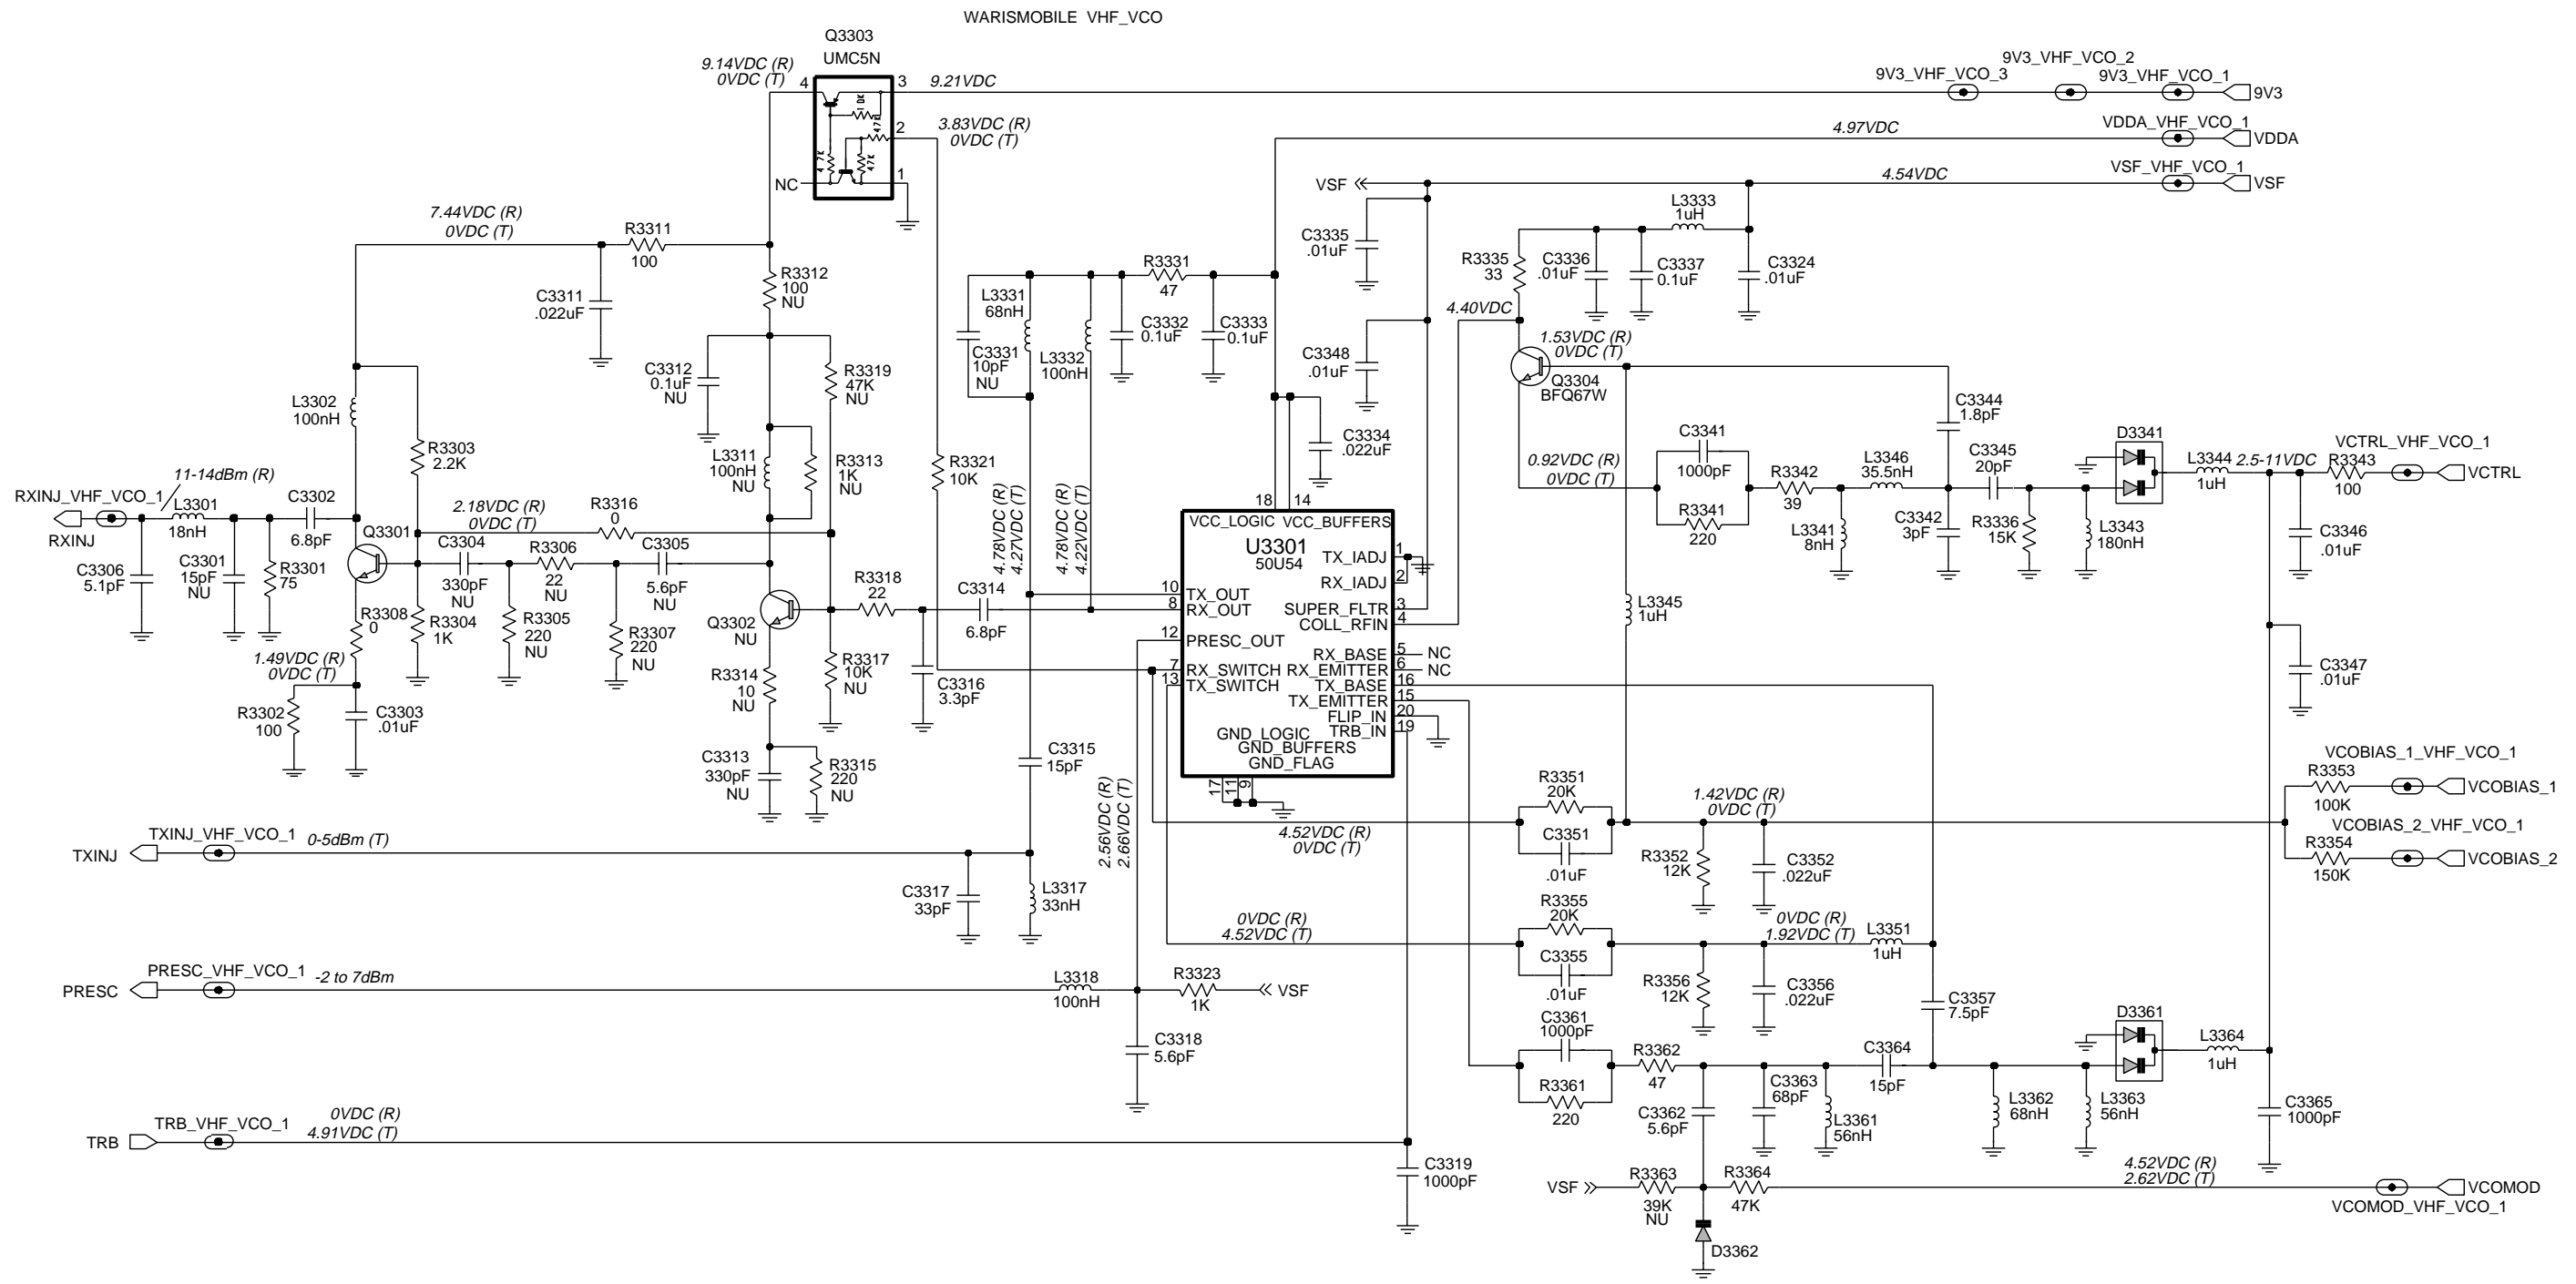 WARISMOBILE VHF_VCO
Q3303
UMC5N
9.14VDC (R)
0VDC (T)
4
3
9.21VDC
10K
47K
2
4.7K
47K
1
NC
3.83VDC (R)
0VDC (T)
9V3_VHF_VCO_3
9V3_VHF_VCO_2
9V3_VHF_VCO_1
9V3
4.97VDC
VDDA_VHF_VCO_1
VDDA
VSF
4.54VDC
VSF_VHF_VCO_1
VSF
7.44VDC (R)
0VDC (T)
R3311
100
C3311
.022uF
R3312
100
NU
C3312
0.1uF
NU
R3319
47K
NU
L3331
68nH
C3331
10pF
NU
L3332
100nH
R3331
47
C3332
0.1uF
C3333
0.1uF
C3335
.01uF
C3348
.01uF
C3334
.022uF
L3333
1uH
R3335
33
C3336
.01uF
C3337
0.1uF
C3324
.01uF
4.40VDC
1.53VDC (R)
0VDC (T)
Q3304
BFQ67W
L3302
100nH
R3303
2.2K
L3311
100nH
NU
R3313
1K
NU
R3321
10K
0.92VDC (R)
0VDC (T)
C3341
1000pF
R3341
220
R3342
39
L3341
8nH
L3346
35.5nH
C3344
1.8pF
C3342
3pF
C3345
20pF
R3336
15K
L3343
180nH
D3341
L3344
1uH
2.5-11VDC
R3343
100
VCTRL_VHF_VCO_1
VCTRL
C3346
.01uF
C3347
.01uF
11-14dBm (R)
RXINJ_VHF_VCO_1
RXINJ
L3301
18nH
C3302
6.8pF
C3306
5.1pF
C3301
15pF
NU
R3301
75
Q3301
2.18VDC (R)
0VDC (T)
R3316
0
C3304
330pF
NU
R3306
22
NU
C3305
5.6pF
NU
R3305
220
NU
R3307
220
NU
R3308
0
R3304
1K
1.49VDC (R)
0VDC (T)
R3302
100
C3303
.01uF
Q3302
NU
R3318
22
C3314
6.8pF
R3314
10
NU
R3317
10K
NU
C3316
3.3pF
C3313
330pF
NU
R3315
220
NU
4.78VDC (R)
4.27VDC (T)
4.78VDC (R)
4.22VDC (T)
18
14
VCC_LOGIC
VCC_BUFFERS
U3301
50U54
TX_IADJ
1
RX_IADJ
2
10
TX_OUT
SUPER_FLTR
3
8
RX_OUT
COLL_RFIN
4
12
PRESC_OUT
RX_BASE
5
NC
7
RX_SWITCH
RX_EMITTER
6
NC
13
TX_SWITCH
TX_BASE
16
TX_EMITTER
15
FLIP_IN
20
TRB_IN
19
GND_LOGIC
GND_BUFFERS
GND_FLAG
17
11
9
L3345
1uH
C3315
15pF
2.56VDC (R)
2.66VDC (T)
R3351
20K
C3351
.01uF
4.52VDC (R)
0VDC (T)
1.42VDC (R)
0VDC (T)
R3352
12K
C3352
.022uF
VCOBIAS_1_VHF_VCO_1
R3353
100K
VCOBIAS_1
VCOBIAS_2_VHF_VCO_1
R3354
150K
VCOBIAS_2
TXINJ_VHF_VCO_1
0-5dBm (T)
TXINJ
C3317
33pF
L3317
33nH
0VDC (R)
4.52VDC (T)
R3355
20K
C3355
.01uF
0VDC (R)
1.92VDC (T)
L3351
1uH
R3356
12K
C3356
.022uF
C3357
7.5pF
PRESC_VHF_VCO_1
-2 to 7dBm
PRESC
L3318
100nH
R3323
1K
VSF
C3318
5.6pF
C3361
1000pF
R3361
220
R3362
47
C3362
5.6pF
C3363
68pF
L3361
56nH
C3364
15pF
L3362
68nH
L3363
56nH
D3361
L3364
1uH
C3365
1000pF
TRB_VHF_VCO_1
0VDC (R)
4.91VDC (T)
TRB
C3319
1000pF
VSF
R3363
39K
NU
R3364
47K
D3362
4.52VDC (R)
2.62VDC (T)
VCOMOD
VCOMOD_VHF_VCO_1